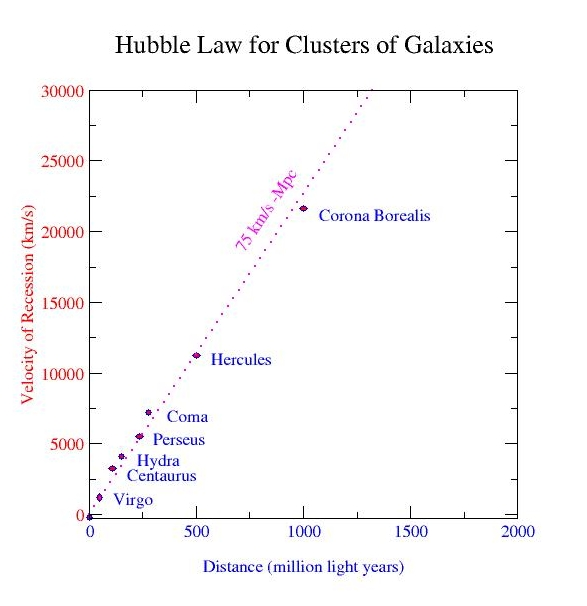 Hubble Law for Clusters of Galaxies
30000
25000
20000
15000
10000
5000
0
Velocity of Recession (km/s)
75 km/s -Mpc
Corona Borealis
Hercules
Coma
Perseus
Hydra
Centaurus
Virgo
0 500 1000 1500 2000
Distance (million light years)